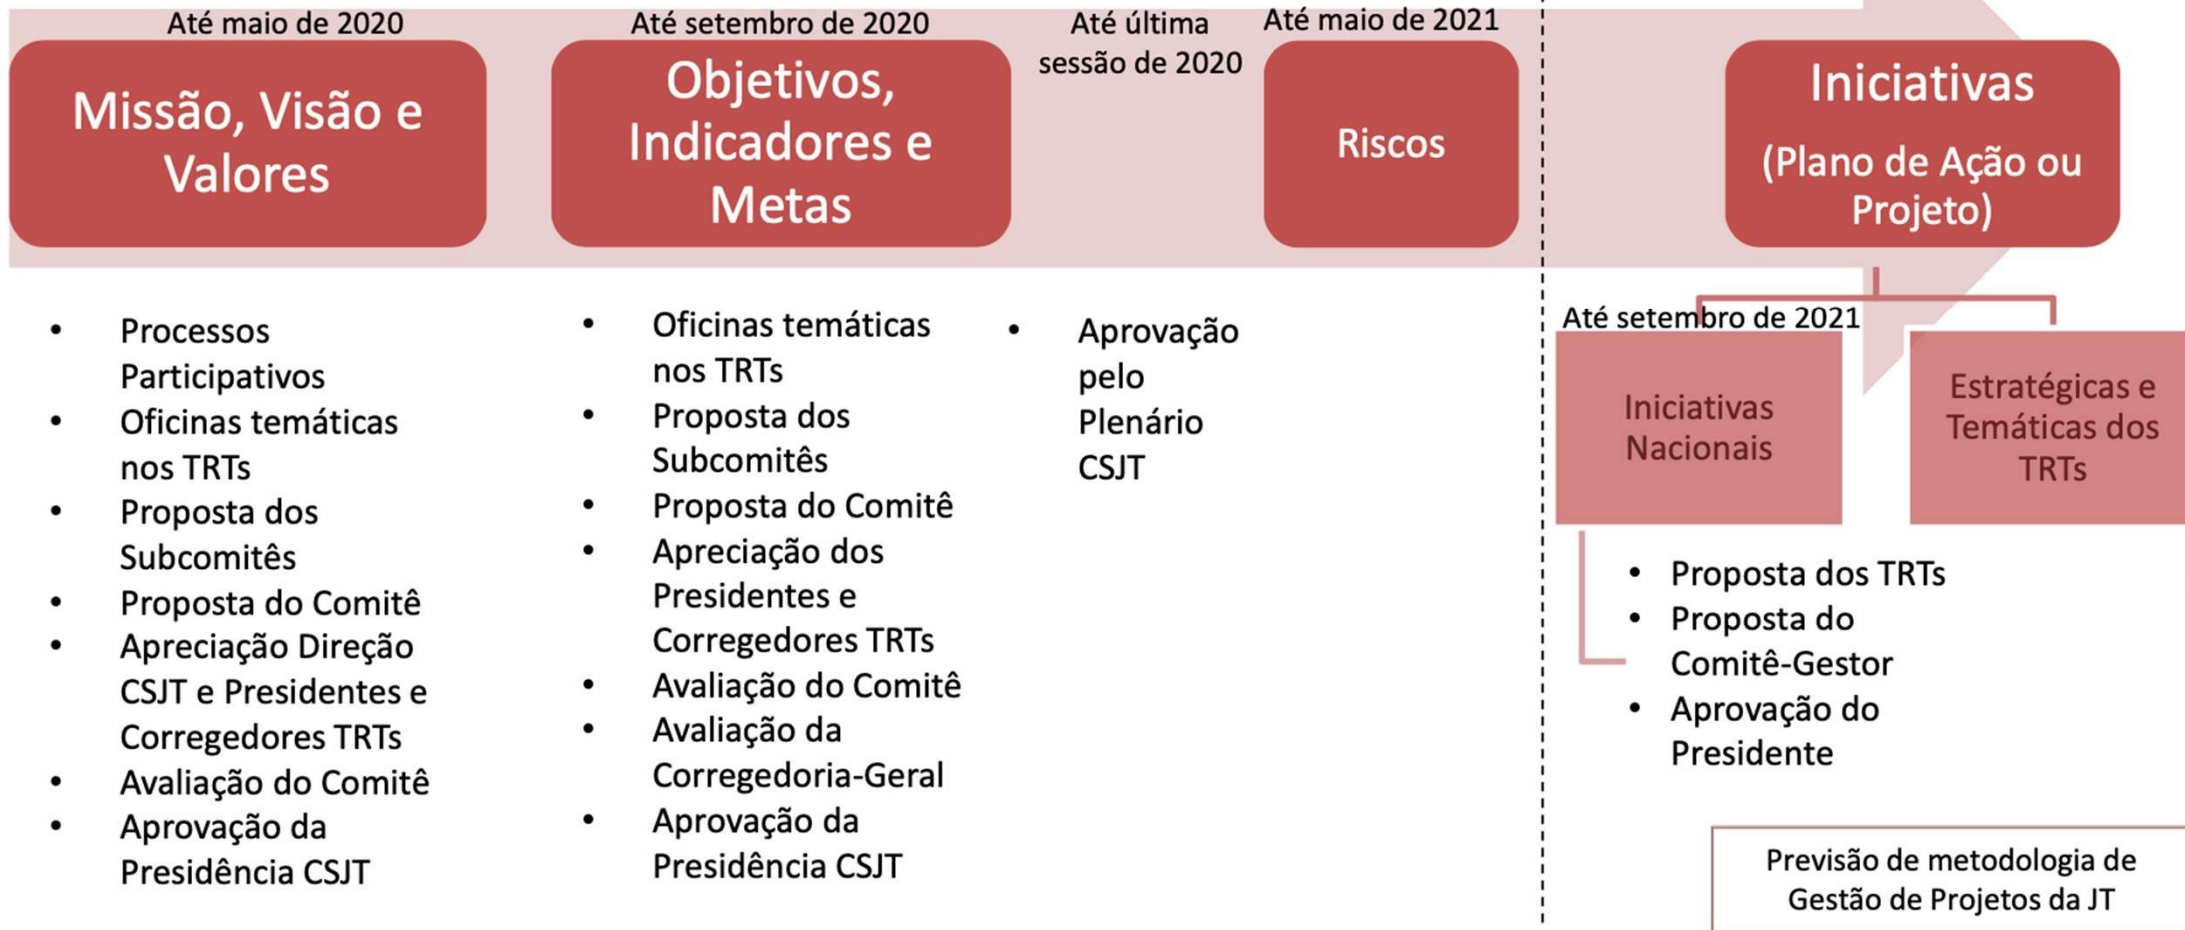 Até maio de 2020
Missão, Visão e
Valores
• Processos
Participativos
• Oficinas temáticas
nos TRTs
• Proposta dos
Subcomitês
• Proposta do Comitê
• Apreciação Direção
CSJT e Presidentes e
Corregedores TRTs
• Avaliação do Comitê
• Aprovação da
Presidência CSJT
Até setembro de 2020
Objetivos,
Indicadores e
Metas
• Oficinas temáticas
nos TRTs
• Proposta dos
Subcomitês
• Proposta do Comitê
• Apreciação dos
Presidentes e
Corregedores TRTs
• Avaliação do Comitê
• Avaliação da
Corregedoria-Geral
• Aprovação da
Presidência CSJT
Até última
sessão de 2020
• Aprovação
pelo
Plenário
CSJT
Até maio de 2021
Riscos
Iniciativas
(Plano de Ação ou
Projeto)
Até setembro de 2021
Iniciativas
Nacionais
Estratégicas e
Temáticas dos
TRTs
• Proposta dos TRTs
• Proposta do
Comitê-Gestor
• Aprovação do
Presidente
Previsão de metodologia de
Gestão de Projetos da JT